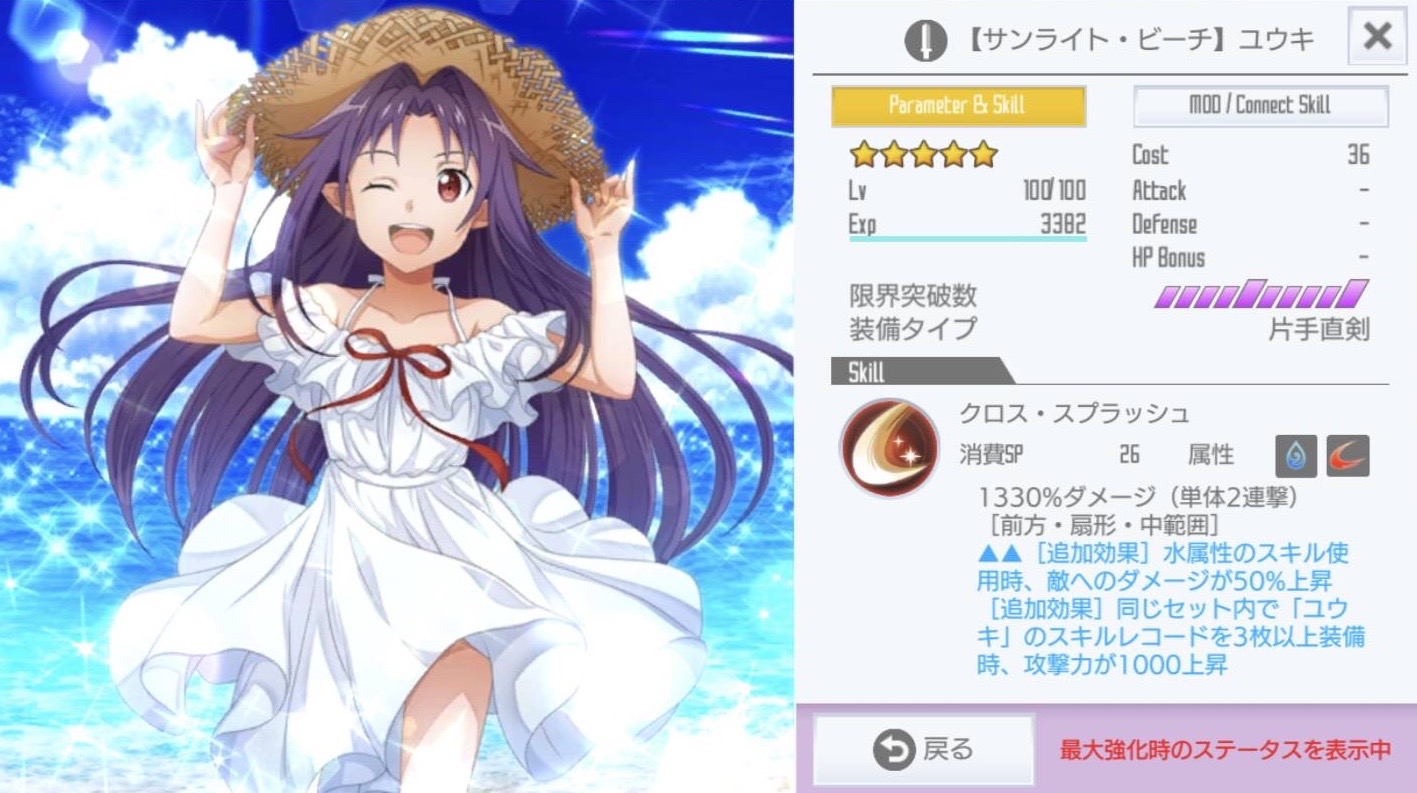 【サンライト・ビーチ】ユウキ
Parameter & Skill
MOD / Connect Skill
Lv 100/100
Exp 3382
Cost 36
Attack -
Defense -
HP Bonus -
限界突破数
装備タイプ 片手直剣
Skill
クロス・スプラッシュ
消費SP 26 属性
1330%ダメージ（単体2連撃）
［前方・扇形・中範囲］
▲▲［追加効果］水属性のスキル使
用時、敵へのダメージが50%上昇
［追加効果］同じセット内で「ユウ
キ」のスキルレコードを3枚以上装備
時、攻撃力が1000上昇
戻る
最大強化時のステータスを表示中